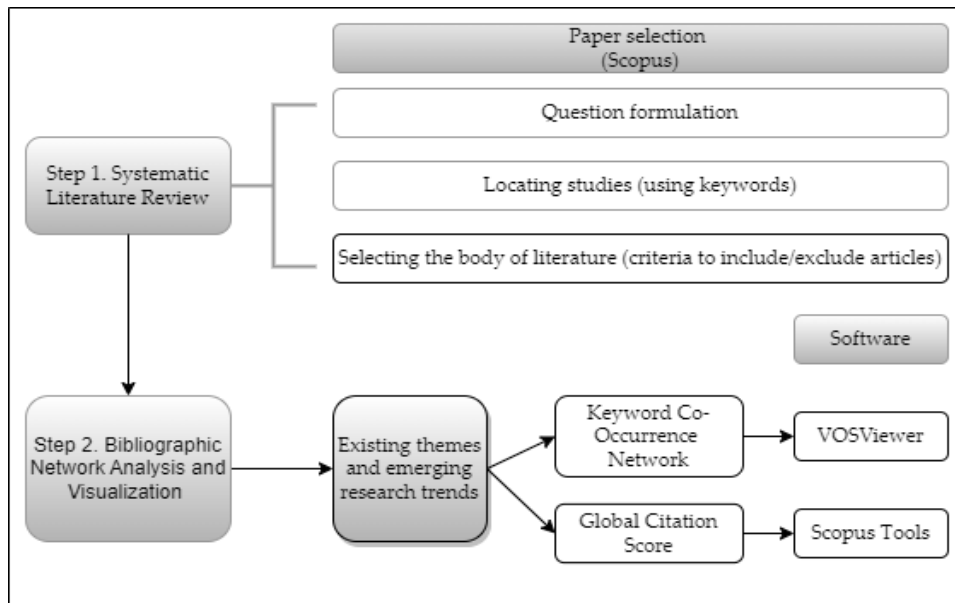 Paper selection
(Scopus)
Question formulation
Step 1. Systematic
Literature Review
Locating studies (using keywords)
Selecting the body of literature (criteria to include/exclude articles)
Software
Step 2. Bibliographic
Network Analysis and
Visualization
Existing themes
and emerging
research trends
Keyword Co-
Occurrence
Network
VOSViewer
Global Citation
Score
Scopus Tools